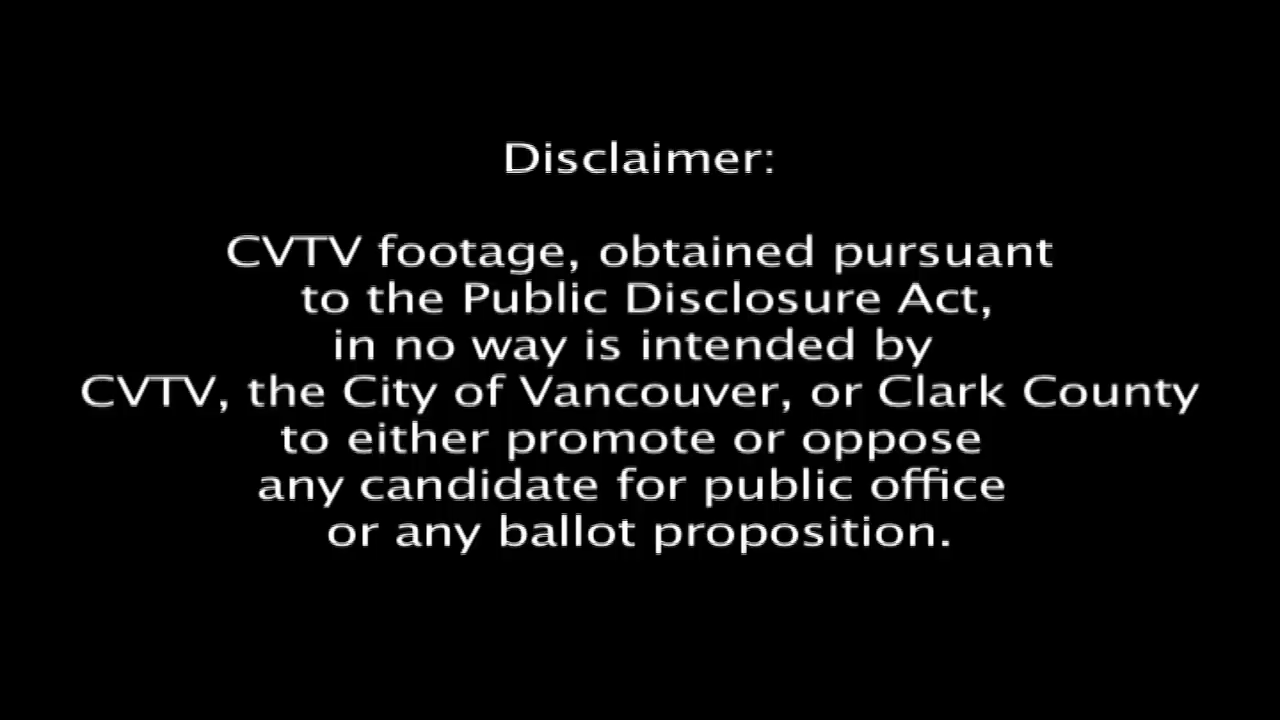 Disclaimer:
CVTV footage, obtained pursuant
to the Public Disclosure Act,
in no way is intended by
CVTV, the City of Vancouver, or Clark County
to either promote or oppose
any candidate for public office
or any ballot proposition.